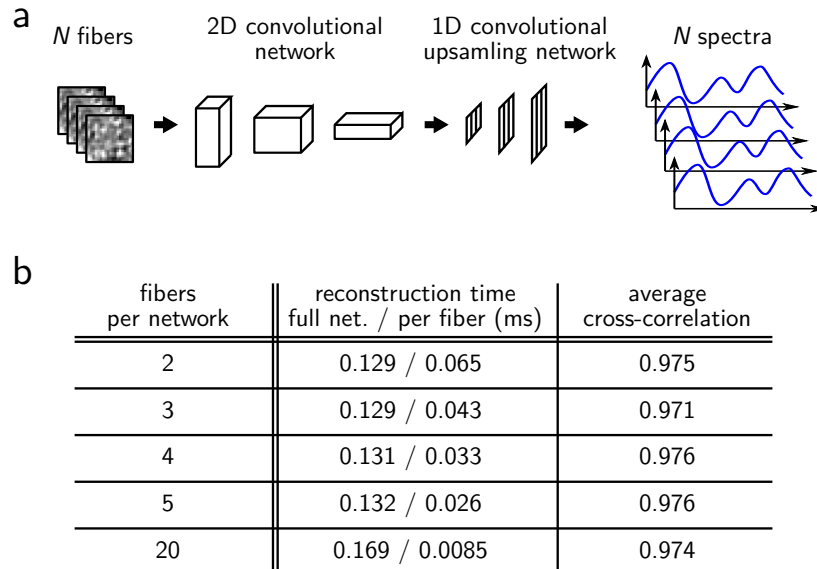 a
N fibers
2D convolutional
network
1D convolutional
upsamling network
N spectra
b
fibers
per network
reconstruction time
full net. / per fiber (ms)
average
cross-correlation
2 0.129 / 0.065 0.975
3 0.129 / 0.043 0.971
4 0.131 / 0.033 0.976
5 0.132 / 0.026 0.976
20 0.169 / 0.0085 0.974